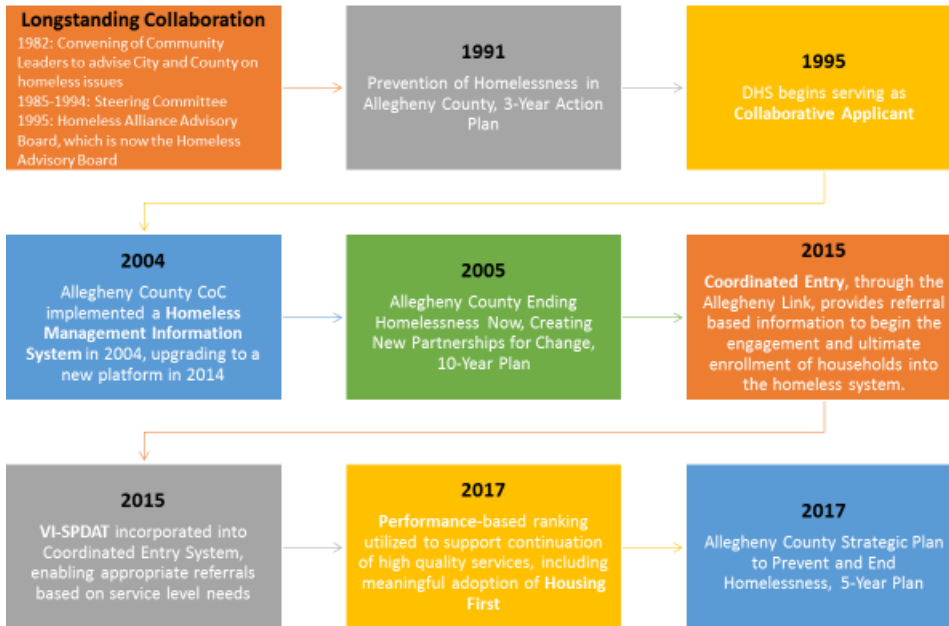 Longstanding Collaboration
1982: Convening of Community
Leaders to advise City and County on
homeless issues
1985-1994: Steering Committee
1995: Homeless Alliance Advisory
Board, which is now the Homeless
Advisory Board
1991
Prevention of Homelessness in
Allegheny County, 3-Year Action
Plan
1995
DHS begins serving as
Collaborative Applicant
2004
Allegheny County CoC
implemented a Homeless
Management Information
System in 2004, upgrading to a
new platform in 2014
2005
Allegheny County Ending
Homelessness Now, Creating
New Partnerships for Change,
10-Year Plan
2015
Coordinated Entry, through the
Allegheny Link, provides referral
based information to begin the
engagement and ultimate
enrollment of households into
the homeless system.
2015
VI-SPDAT incorporated into
Coordinated Entry System,
enabling appropriate referrals
based on service level needs
2017
Performance-based ranking
utilized to support continuation
of high quality services, including
meaningful adoption of Housing
First
2017
Allegheny County Strategic Plan
to Prevent and End
Homelessness, 5-Year Plan